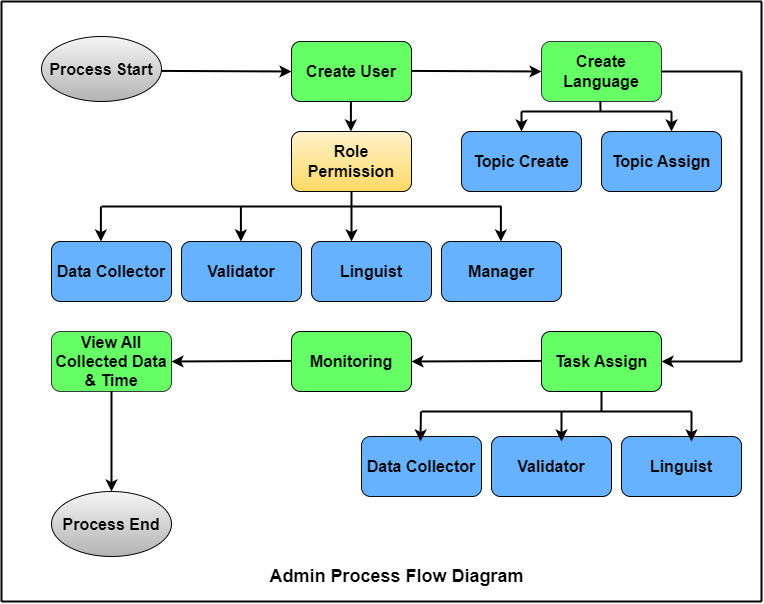 Process Start
Create User
Create
Language
Role
Permission
Topic Create
Topic Assign
Data Collector
Validator
Linguist
Manager
View All
Collected Data
& Time
Monitoring
Task Assign
Data Collector
Validator
Linguist
Process End
Admin Process Flow Diagram